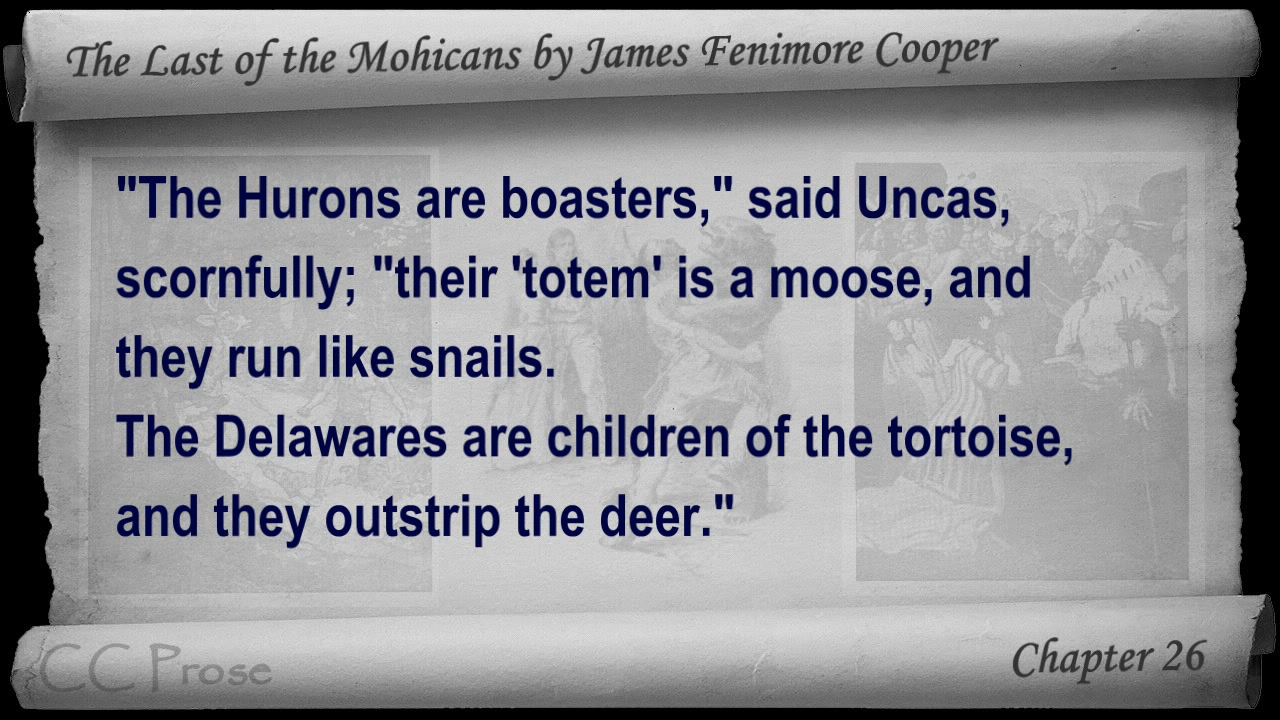 The Last of the Mohicans by James Fenimore Cooper
"The Hurons are boasters," said Uncas,
scornfully; "their 'totem' is a moose, and
they run like snails.
The Delawares are children of the tortoise,
and they outstrip the deer."
CC Prose
Chapter 26